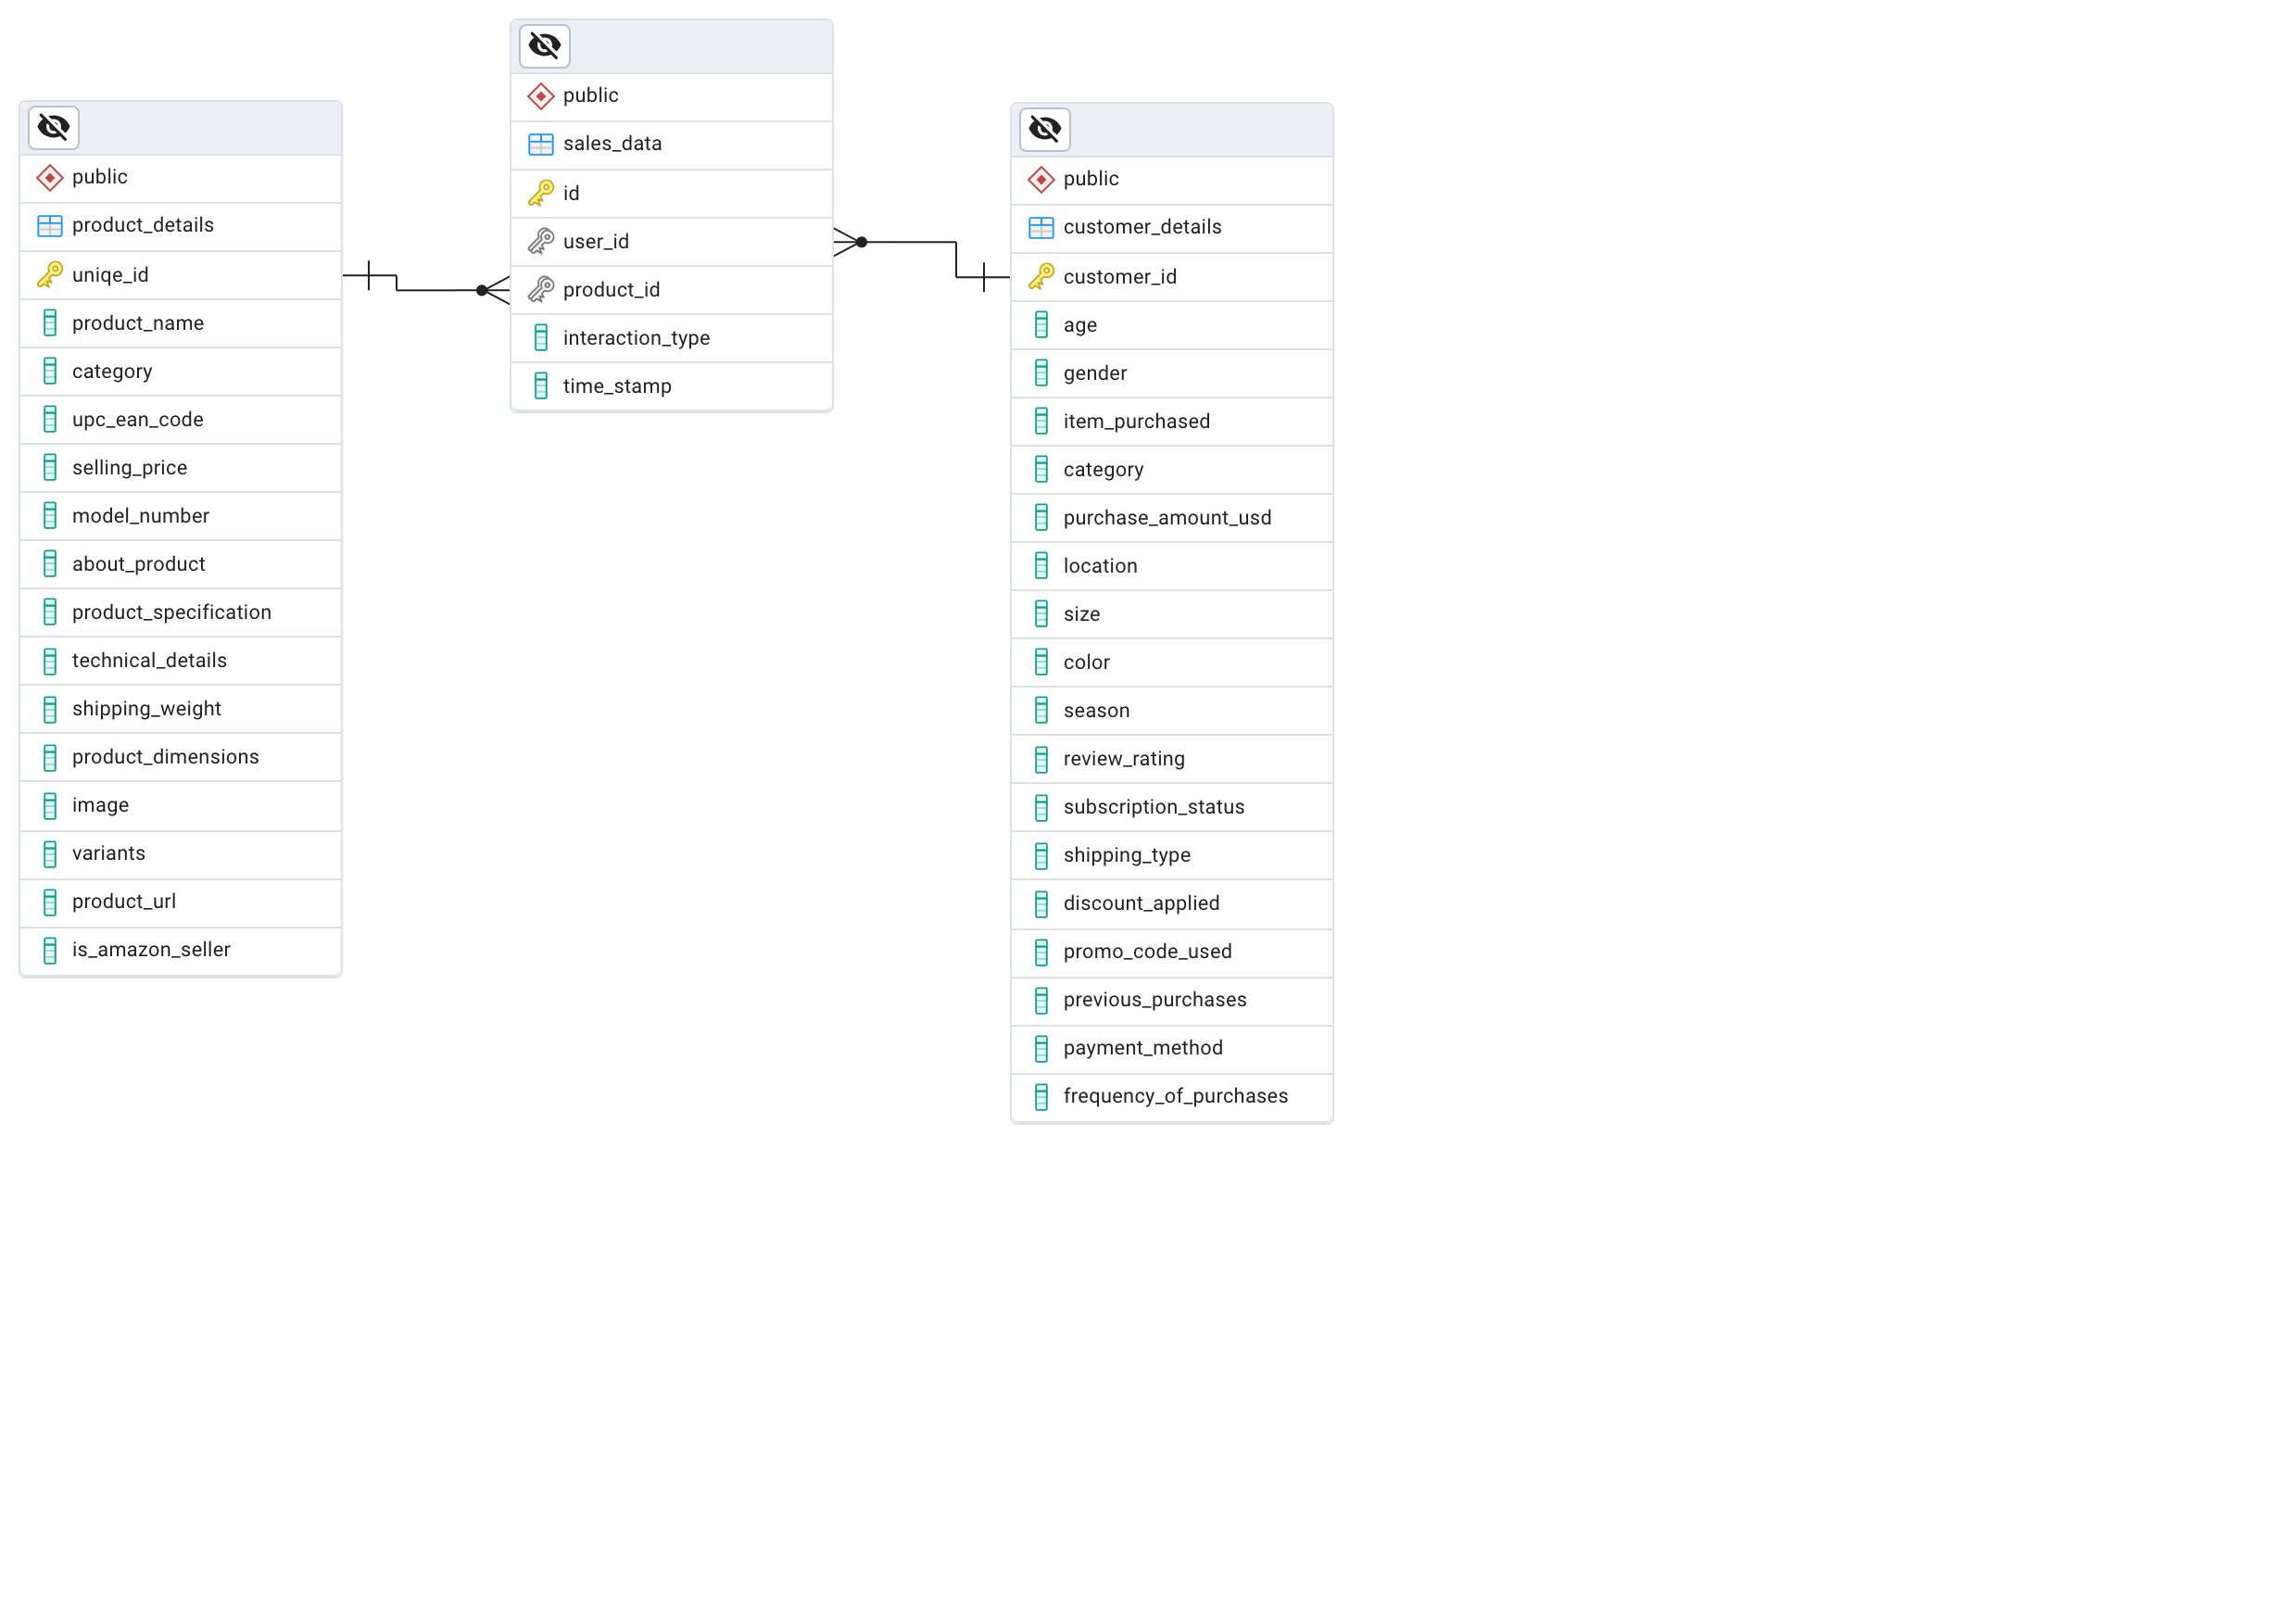 public
product_details
uniqe_id
product_name
category
upc_ean_code
selling_price
model_number
about_product
product_specification
technical_details
shipping_weight
product_dimensions
image
variants
product_url
is_amazon_seller
public
sales_data
id
user_id
product_id
interaction_type
time_stamp
public
customer_details
customer_id
age
gender
item_purchased
category
purchase_amount_usd
location
size
color
season
review_rating
subscription_status
shipping_type
discount_applied
promo_code_used
previous_purchases
payment_method
frequency_of_purchases